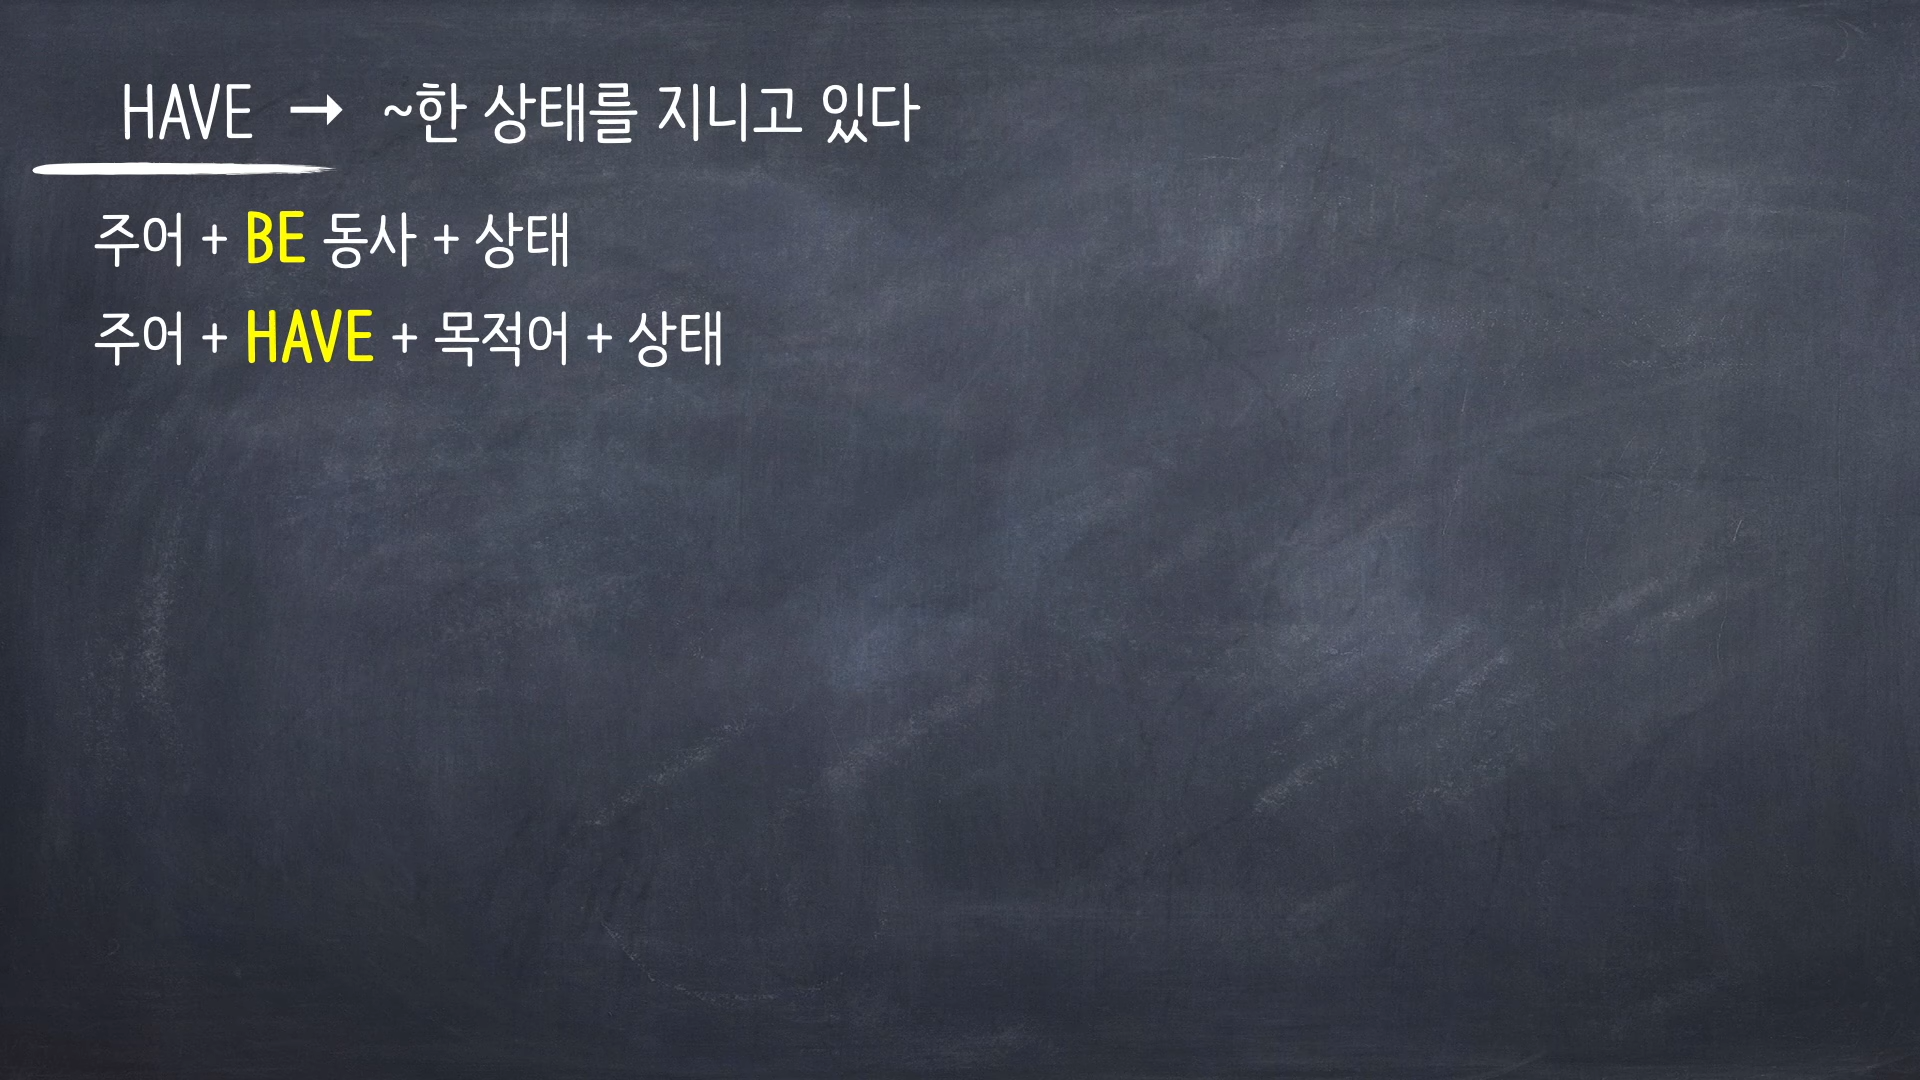 HAVE → ~한 상태를 지니고 있다
주어 + BE 동사 + 상태
주어 + HAVE + 목적어 + 상태